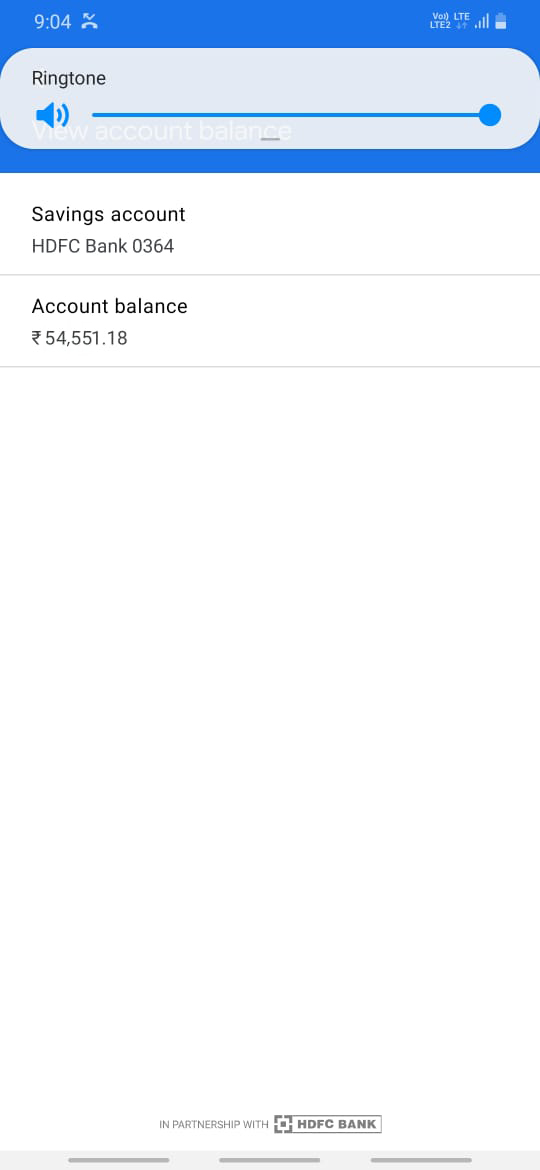 9:04
Vo)) LTE
LTE2 ↓↑
Ringtone
View account balance
Savings account
HDFC Bank 0364
Account balance
₹ 54,551.18
IN PARTNERSHIP WITH HDFC BANK